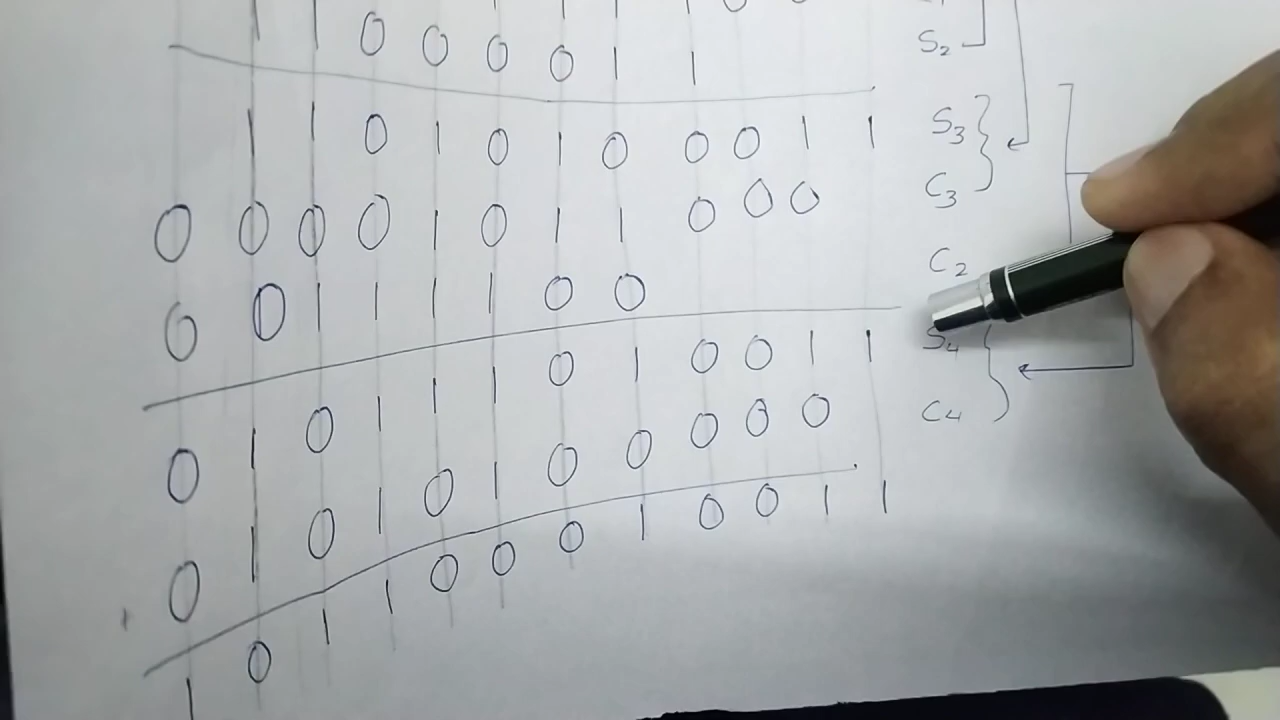 1 1 0 0 0 0 1 1 S2
1 1 0 1 0 1 0 0 0 1 1 S3
0 0 0 0 1 0 1 1 0 0 0 C3
0 0 1 1 1 1 0 0 C2
0 1 0 1 1 1 0 1 0 0 1 1 S4
0 1 0 1 0 1 0 0 0 0 0 C4
1 0 1 1 0 0 0 1 0 0 1 1